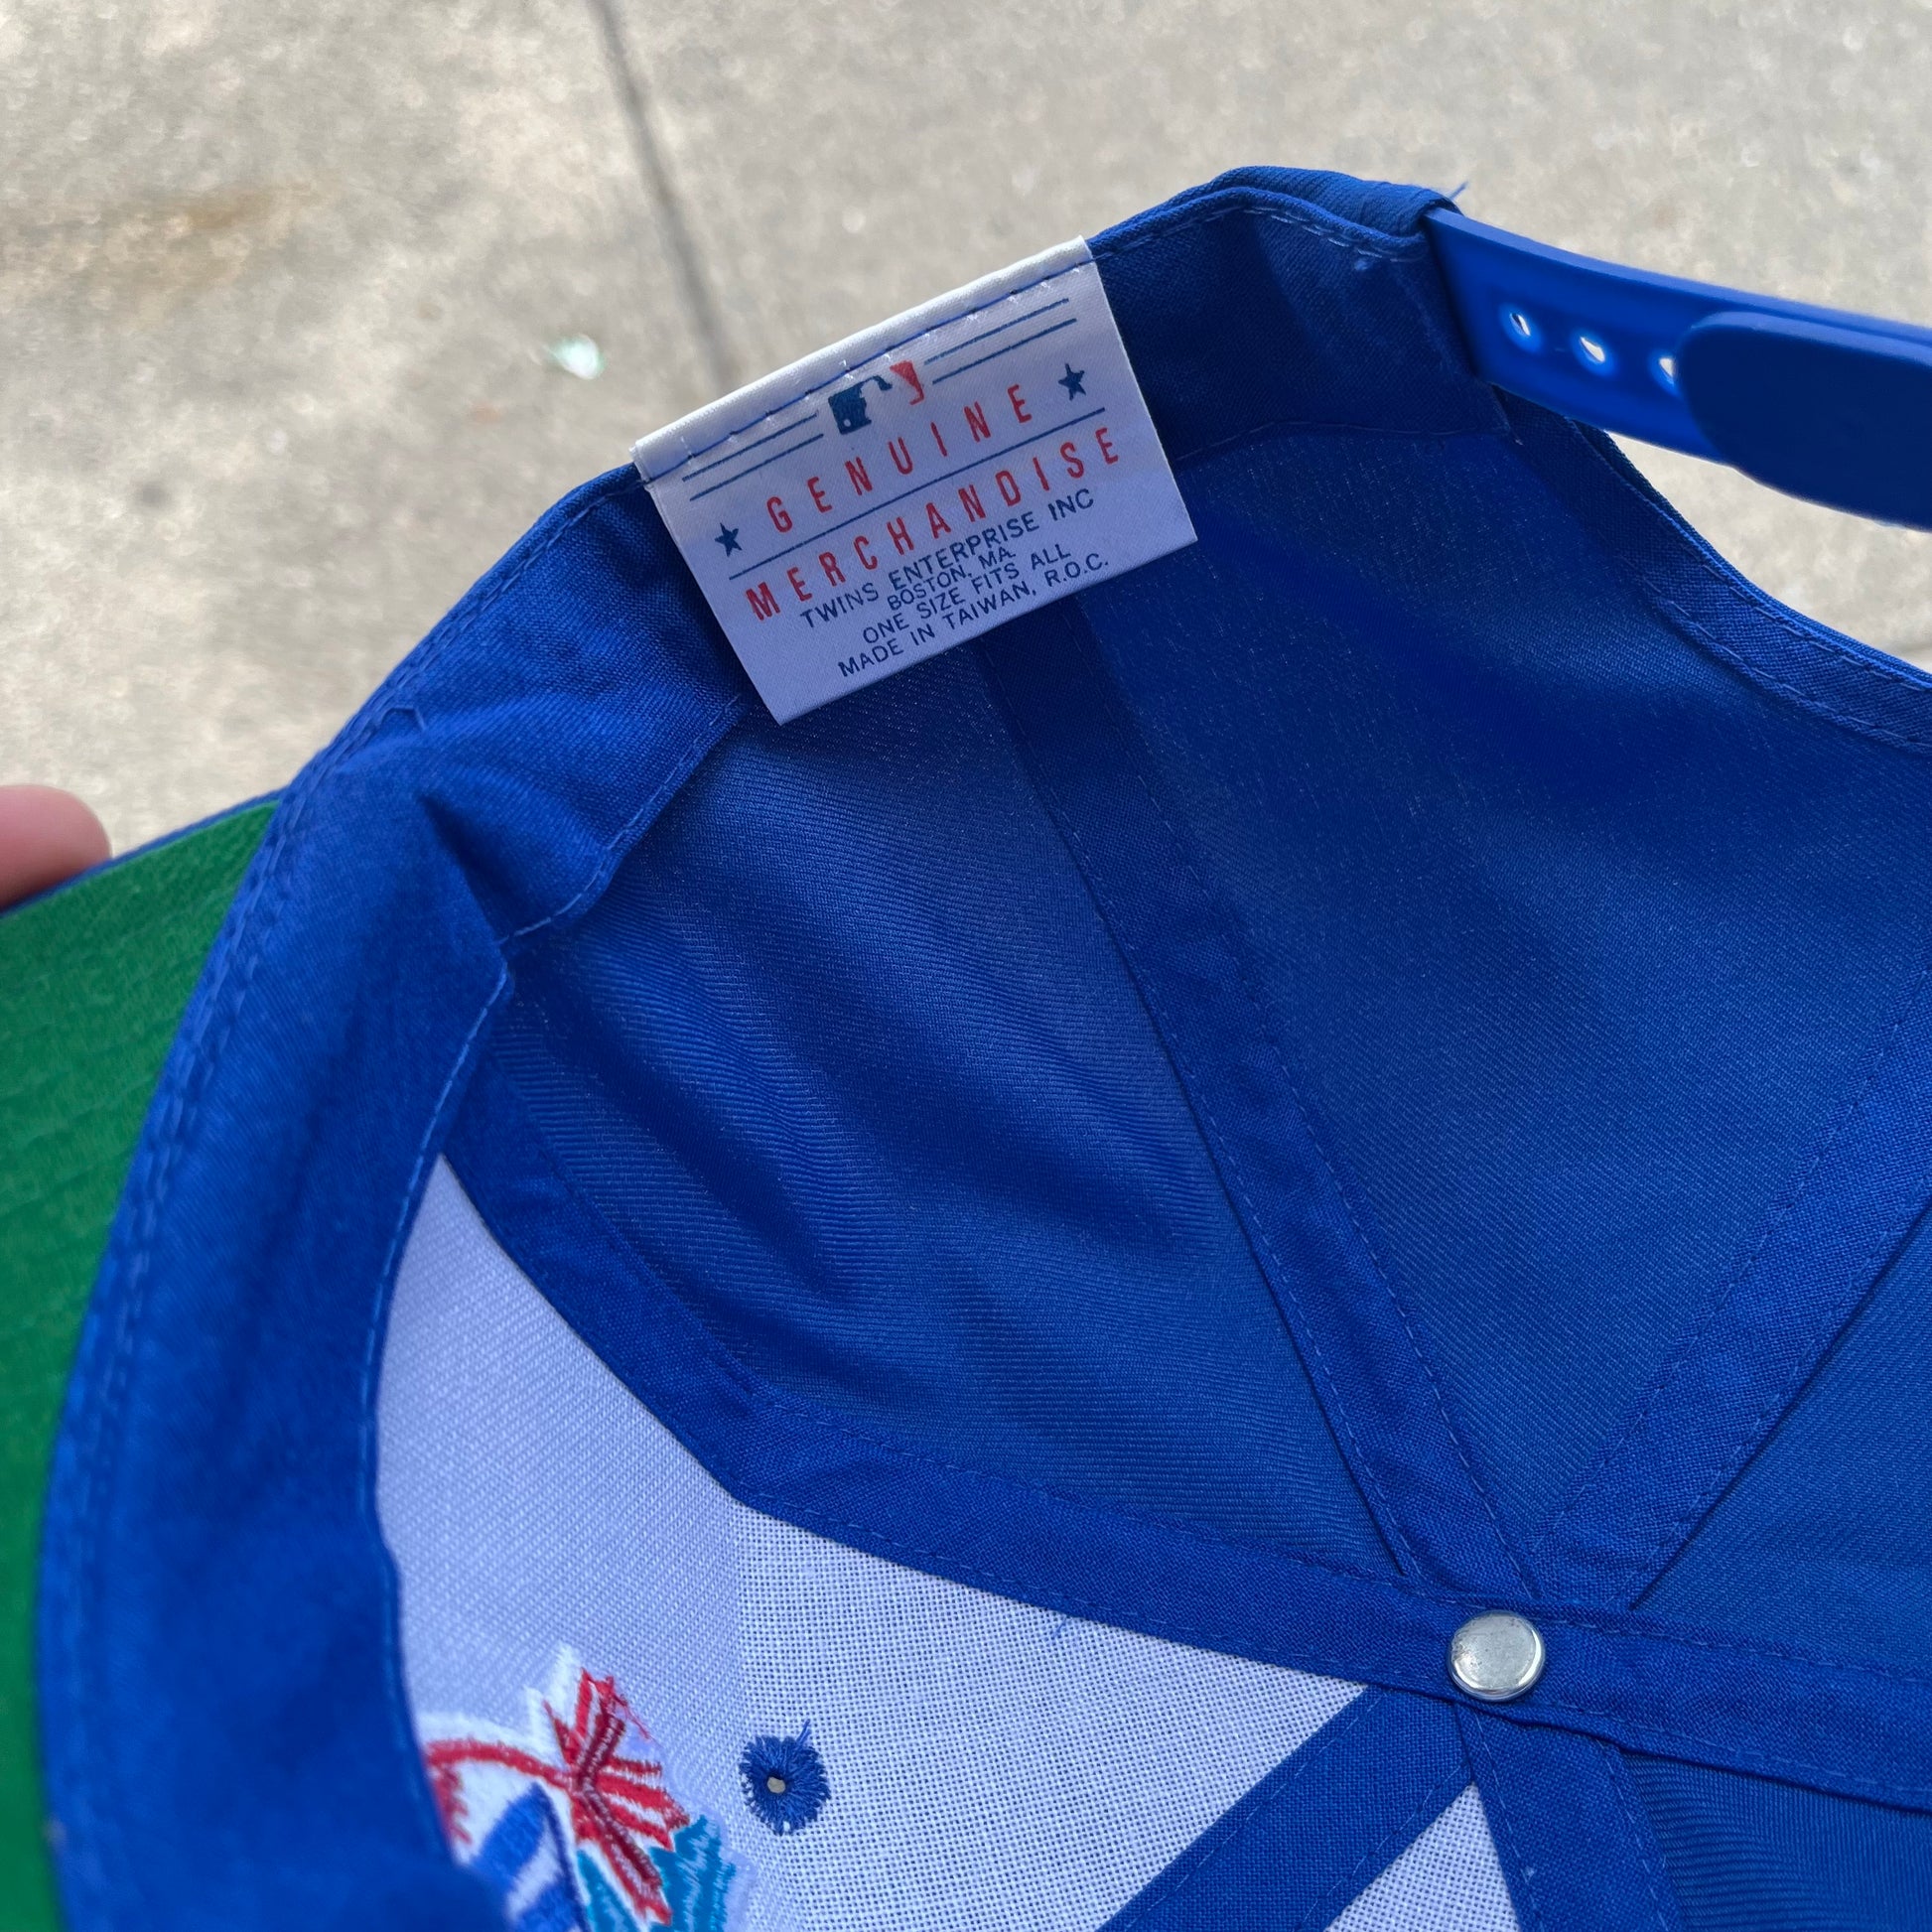 GENUINE
MERCHANDISE
TWINS ENTERPRISE INC
BOSTON, MA
ONE SIZE FITS ALL
MADE IN TAIWAN, R.O.C.